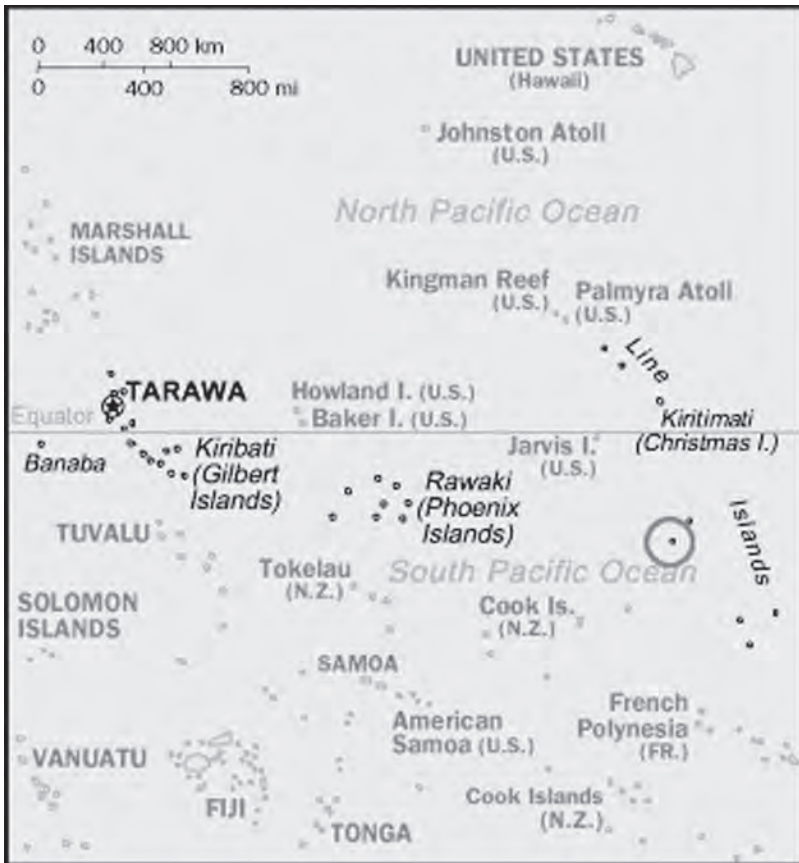 0 400 800 km
0 400 800 mi
UNITED STATES
(Hawaii)
Johnston Atoll
(U.S.)
North Pacific Ocean
MARSHALL
ISLANDS
Kingman Reef
(U.S.)
Palmyra Atoll
(U.S.)
Line
TARAWA
Howland I. (U.S.)
Equator
Baker I. (U.S.)
Kiritimati
(Christmas I.)
Banaba
Kiribati
(Gilbert
Islands)
Jarvis I.
(U.S.)
Rawaki
(Phoenix
Islands)
Islands
TUVALU
Tokelau
(N.Z.)
South Pacific Ocean
SOLOMON
ISLANDS
Cook Is.
(N.Z.)
SAMOA
American
Samoa (U.S.)
French
Polynesia
(FR.)
VANUATU
FIJI
TONGA
Cook Islands
(N.Z.)